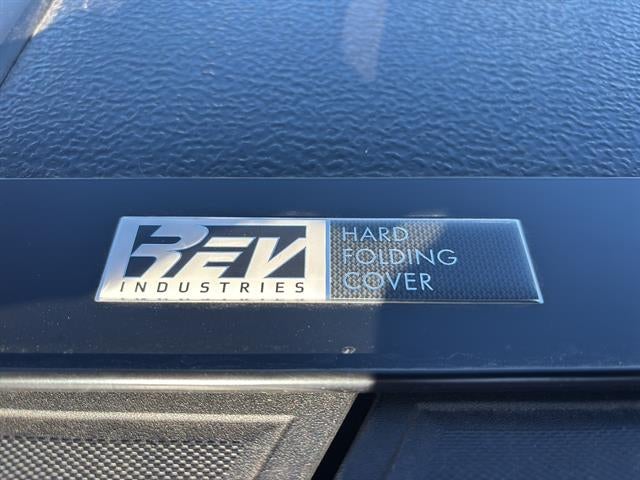 REV
INDUSTRIES
HARD
FOLDING
COVER